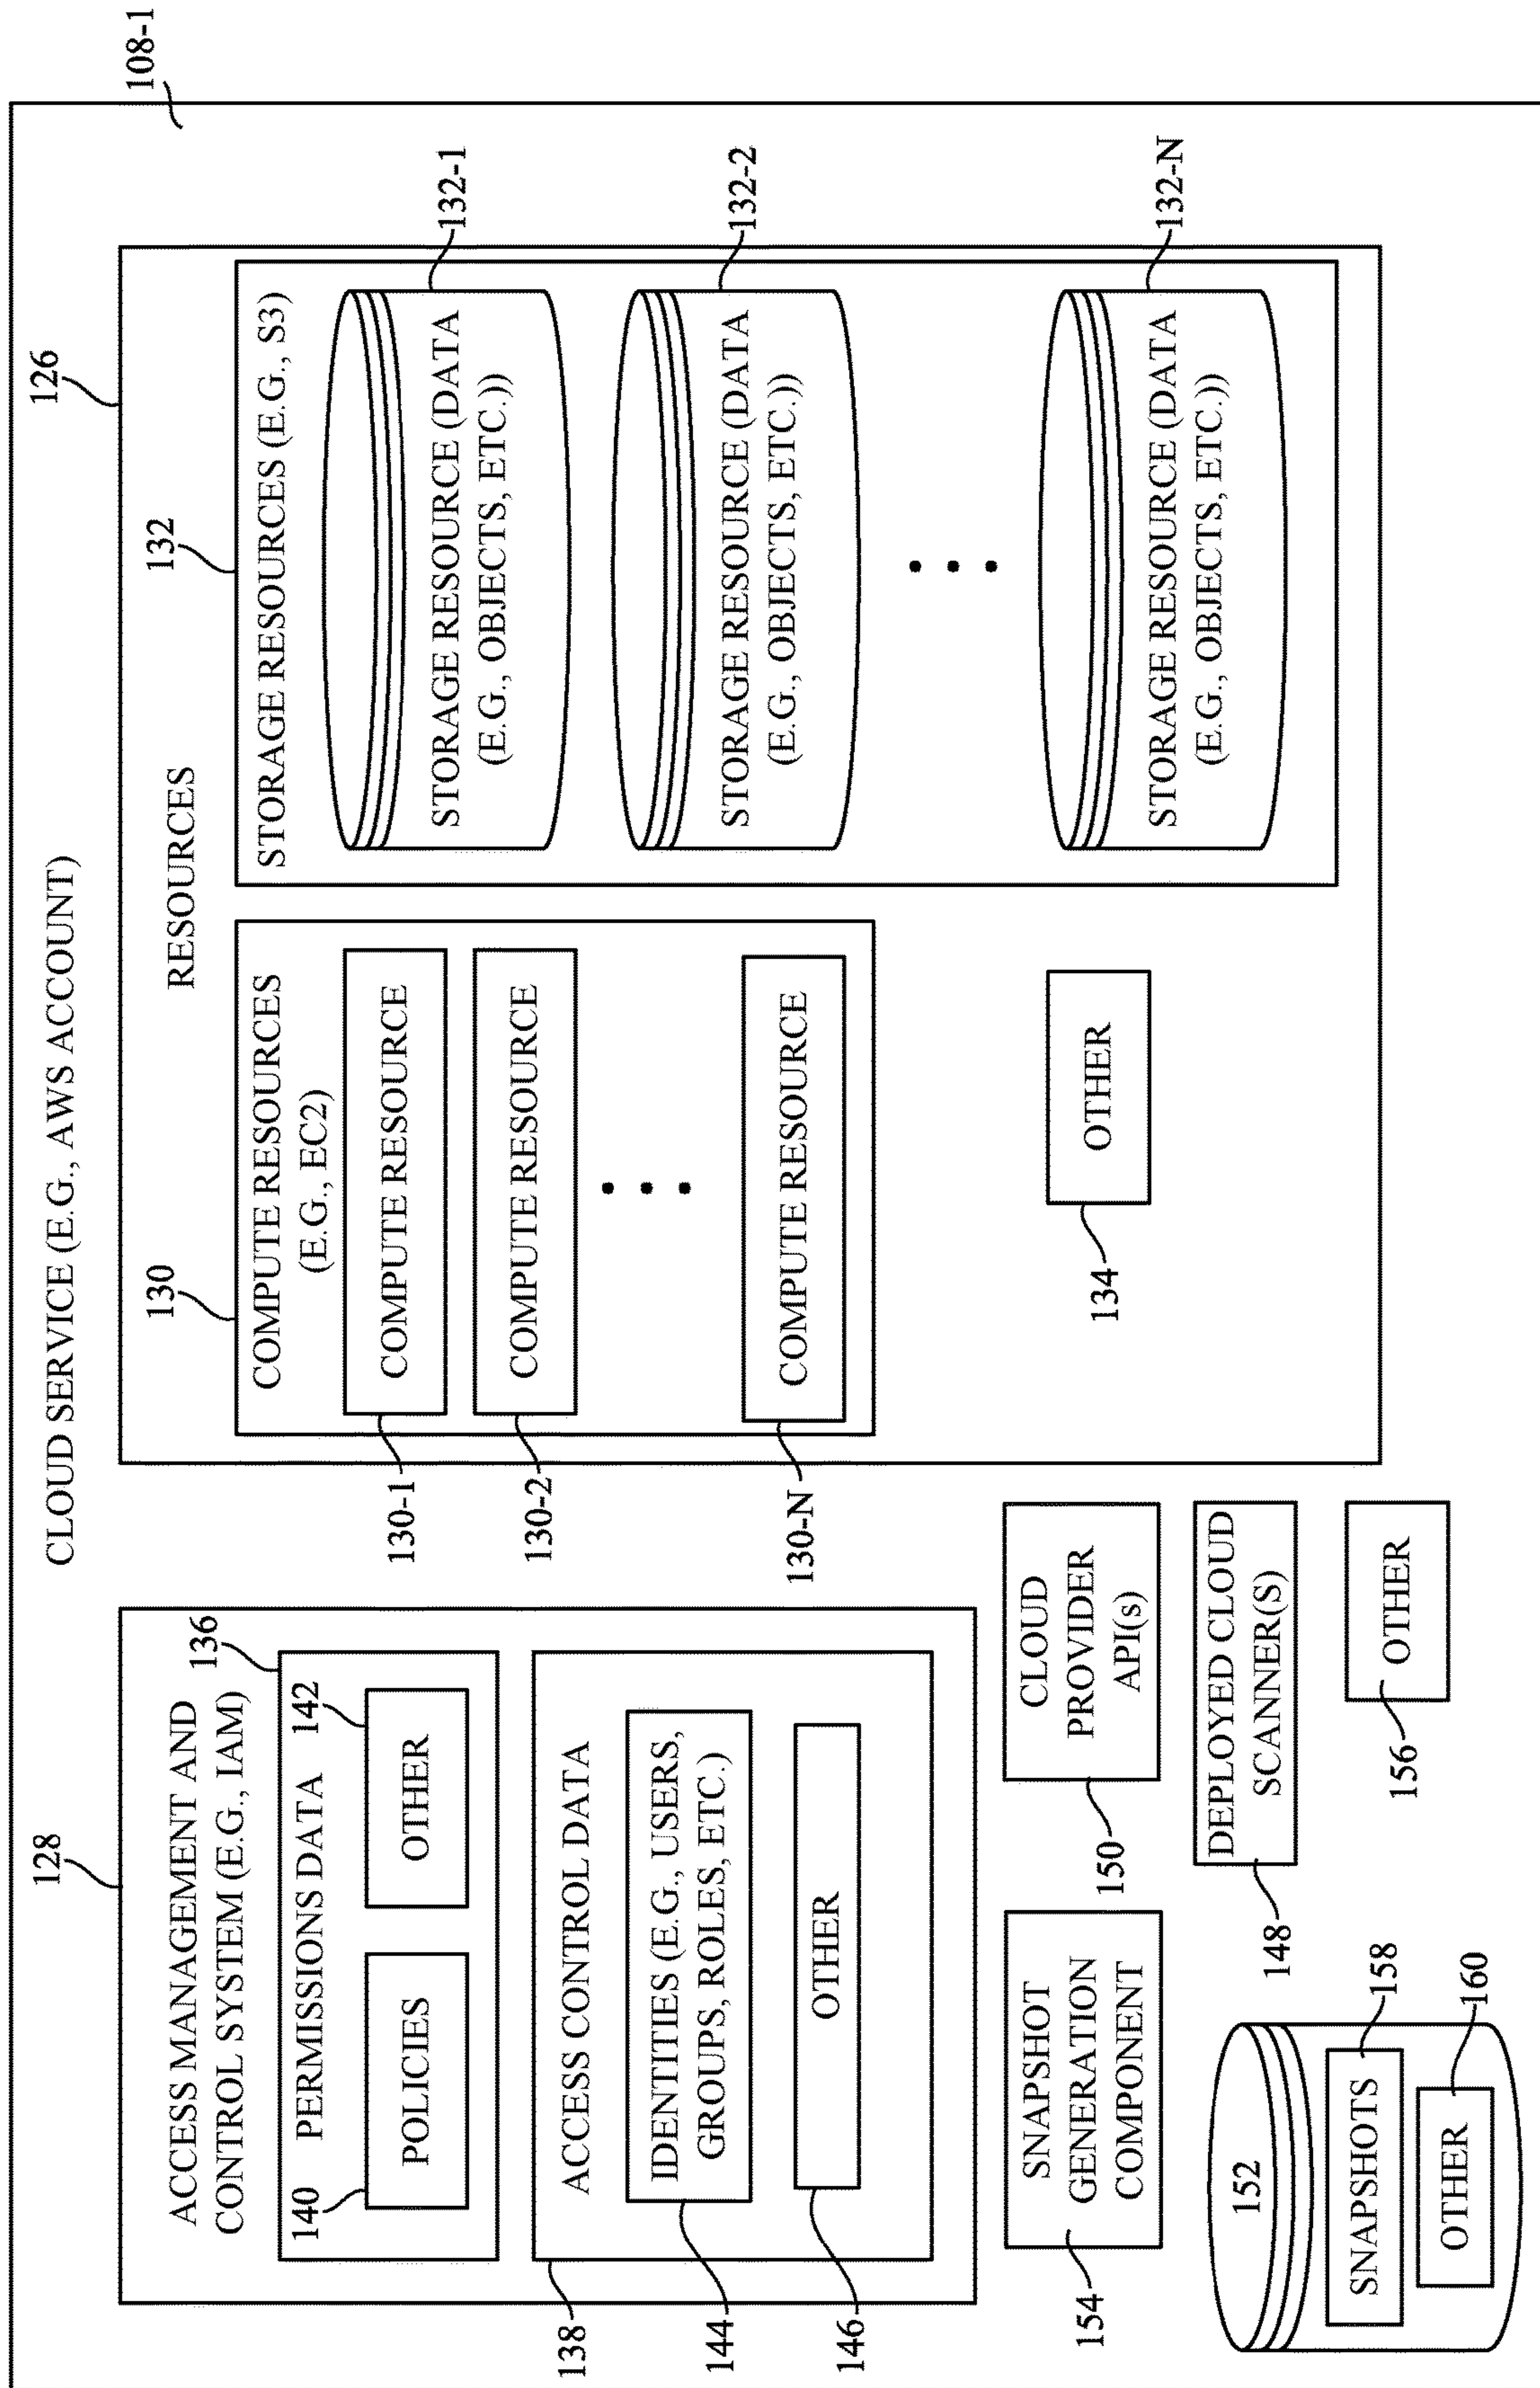 108-1
CLOUD SERVICE (E.G., AWS ACCOUNT)
128
ACCESS MANAGEMENT AND
CONTROL SYSTEM (E.G., IAM)
136
PERMISSIONS DATA
140
POLICIES
142
OTHER
138
ACCESS CONTROL DATA
144
IDENTITIES (E.G., USERS,
GROUPS, ROLES, ETC.)
146
OTHER
154
SNAPSHOT
GENERATION
COMPONENT
150
CLOUD
PROVIDER
API(s)
152
SNAPSHOTS
158
OTHER
160
148
DEPLOYED CLOUD
SCANNER(S)
156
OTHER
126
RESOURCES
130
COMPUTE RESOURCES
(E.G., EC2)
130-1
COMPUTE RESOURCE
130-2
COMPUTE RESOURCE
130-N
COMPUTE RESOURCE
134
OTHER
132
STORAGE RESOURCES (E.G., S3)
132-1
STORAGE RESOURCE (DATA
(E.G., OBJECTS, ETC.))
132-2
STORAGE RESOURCE (DATA
(E.G., OBJECTS, ETC.))
132-N
STORAGE RESOURCE (DATA
(E.G., OBJECTS, ETC.))